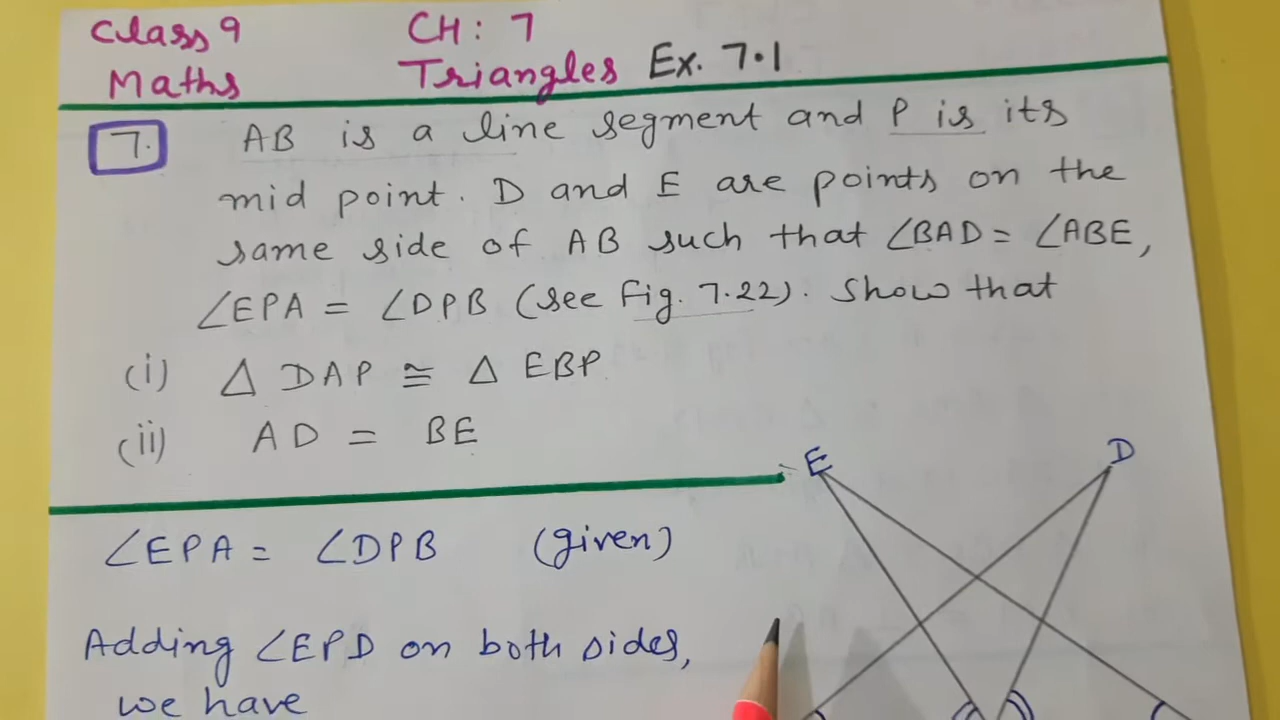 Class 9 CH: 7
Maths Triangles Ex. 7.1
7. AB is a line segment and P is its
mid point. D and E are points on the
same side of AB such that ∠BAD = ∠ABE,
∠EPA = ∠DPB (see Fig. 7.22). Show that
(i) △ DAP ≅ △ EBP
(ii) AD = BE
E D
∠EPA = ∠DPB (given)
Adding ∠EPD on both sides,
we have